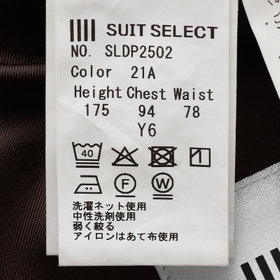 SUIT SELECT
NO. SLDP2502
Color 21A
Height Chest Waist
175 94 78
Y6
40
F W
洗濯ネット使用
中性洗剤使用
弱く絞る
アイロンはあて布使用